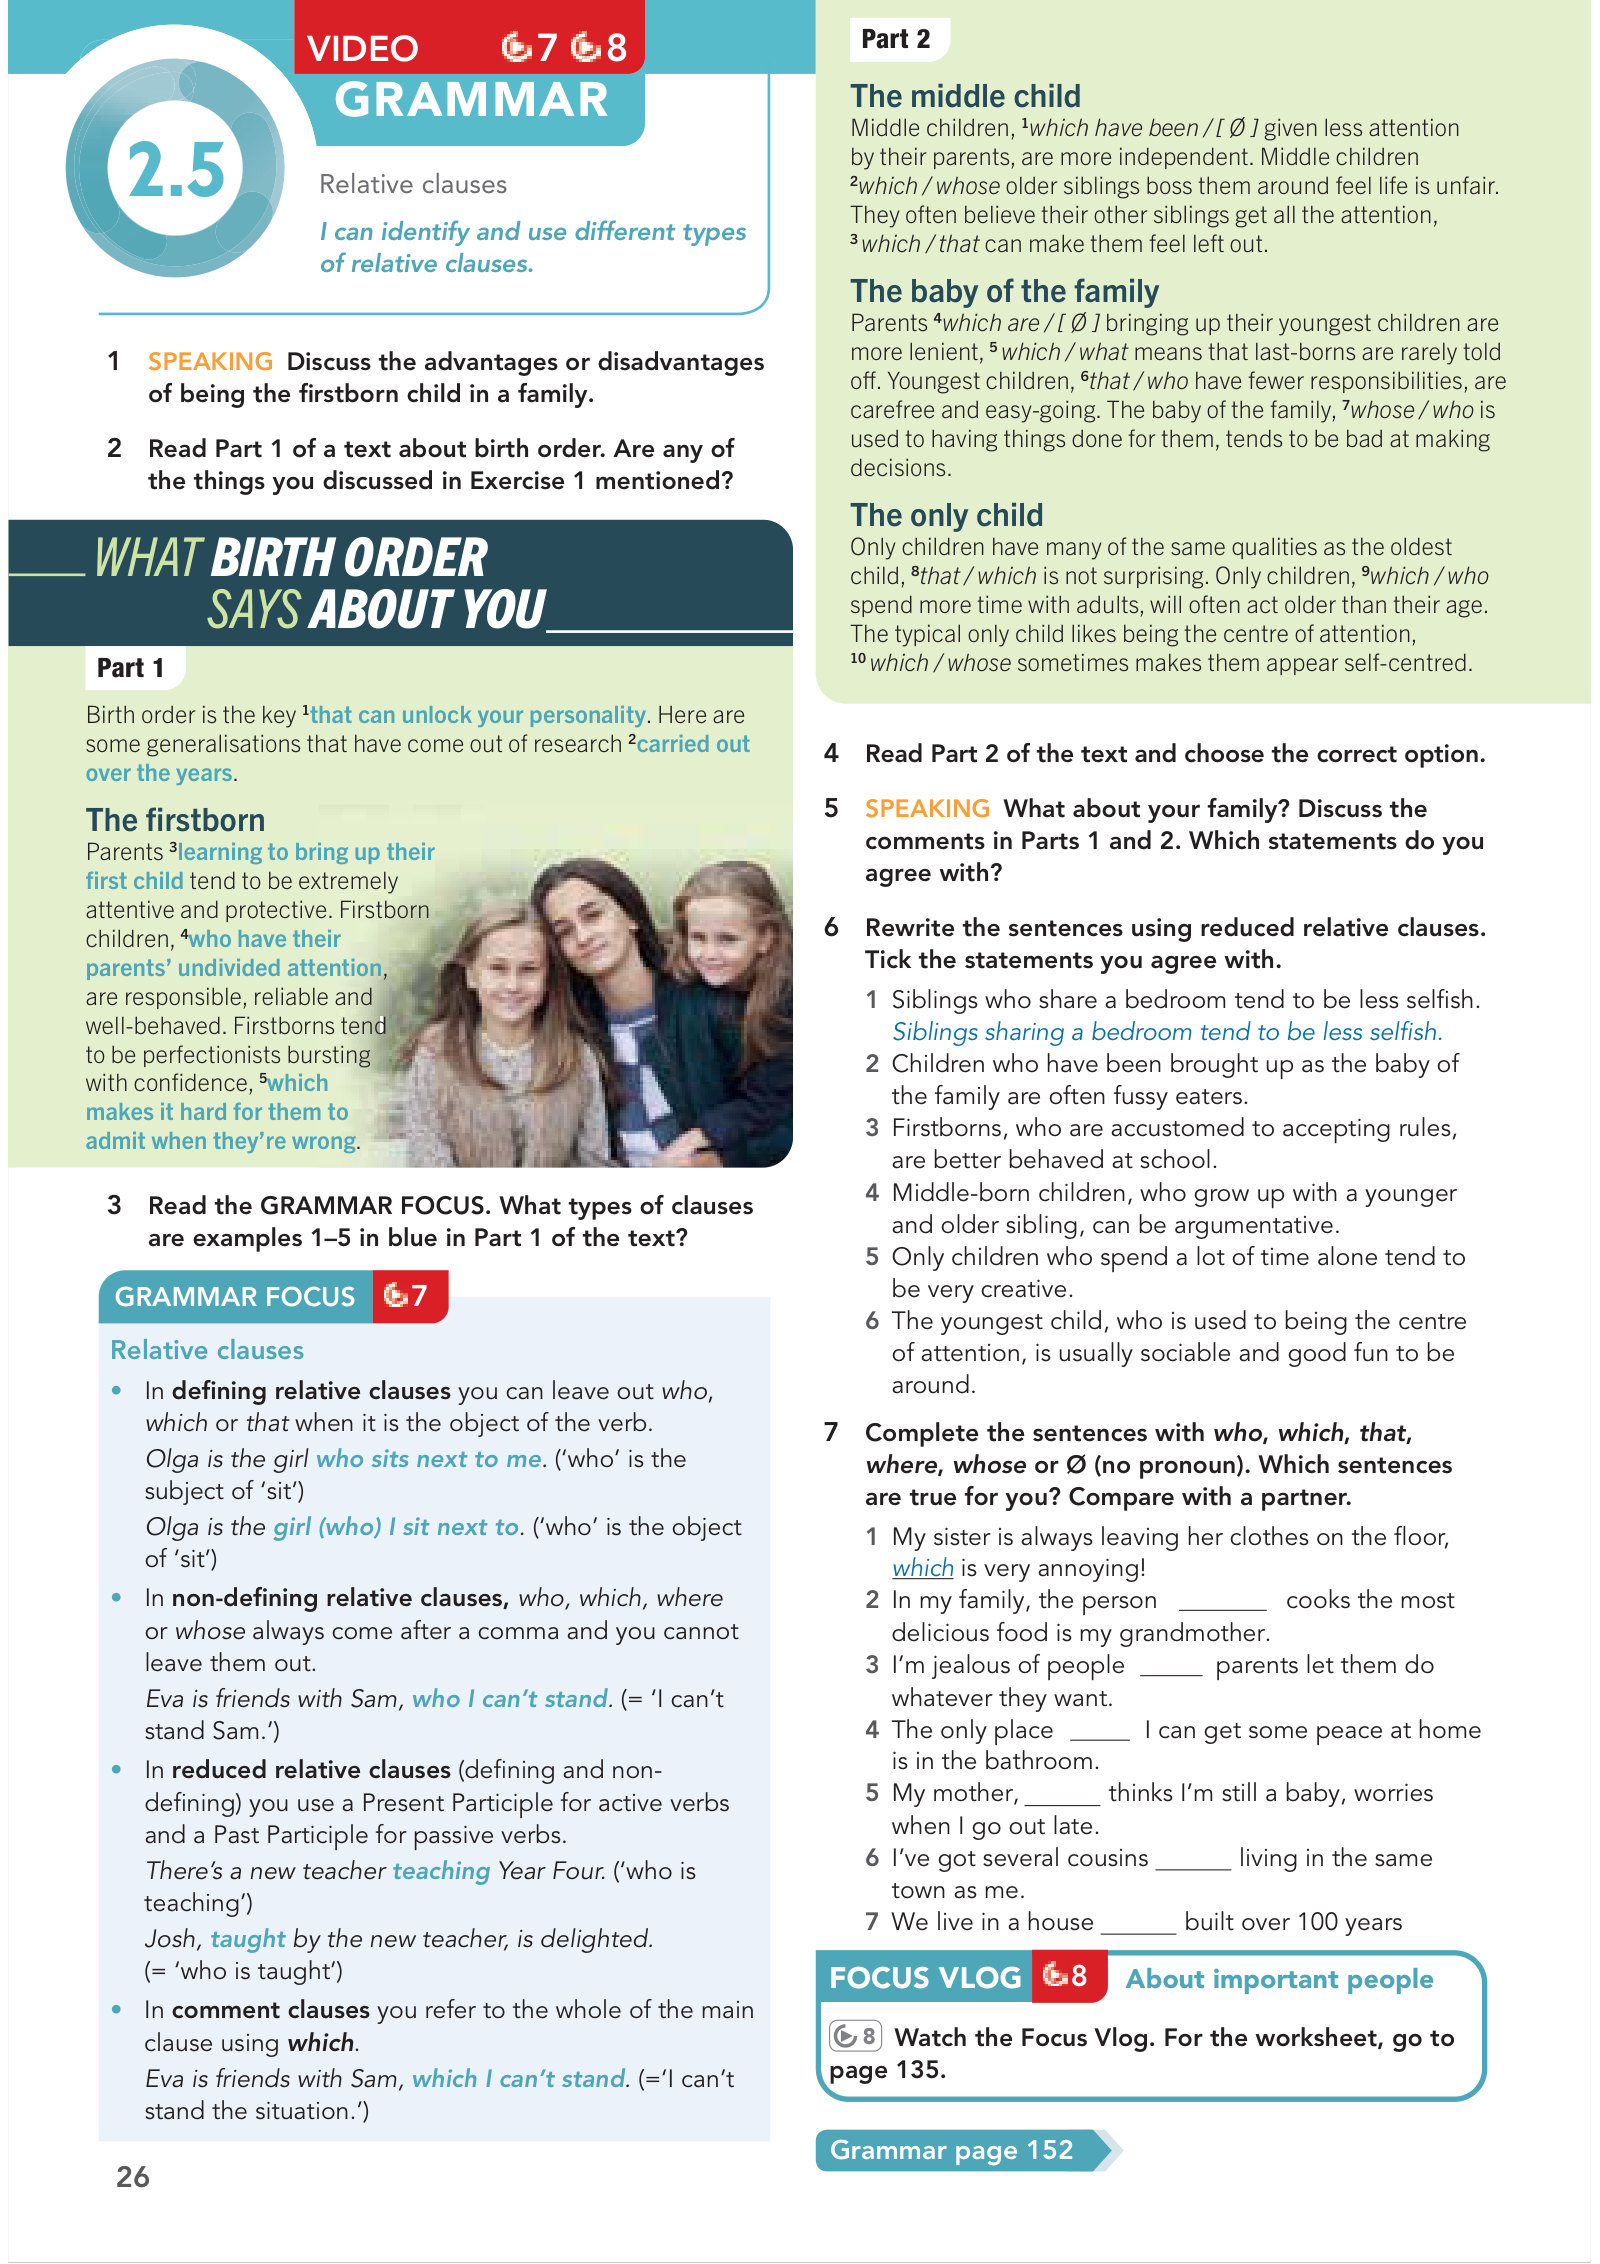 VIDEO 7 8
GRAMMAR
2.5
Relative clauses
I can identify and use different types
of relative clauses.
1 SPEAKING Discuss the advantages or disadvantages
of being the firstborn child in a family.
2 Read Part 1 of a text about birth order. Are any of
the things you discussed in Exercise 1 mentioned?
WHAT BIRTH ORDER
SAYS ABOUT YOU
Part 1
Birth order is the key 1that can unlock your personality. Here are
some generalisations that have come out of research 2carried out
over the years.
The firstborn
Parents 3learning to bring up their
first child tend to be extremely
attentive and protective. Firstborn
children, 4who have their
parents’ undivided attention,
are responsible, reliable and
well-behaved. Firstborns tend
to be perfectionists bursting
with confidence, 5which
makes it hard for them to
admit when they’re wrong.
3 Read the GRAMMAR FOCUS. What types of clauses
are examples 1–5 in blue in Part 1 of the text?
GRAMMAR FOCUS 7
Relative clauses
• In defining relative clauses you can leave out who,
which or that when it is the object of the verb.
Olga is the girl who sits next to me. (‘who’ is the
subject of ‘sit’)
Olga is the girl (who) I sit next to. (‘who’ is the object
of ‘sit’)
• In non-defining relative clauses, who, which, where
or whose always come after a comma and you cannot
leave them out.
Eva is friends with Sam, who I can’t stand. (= ‘I can’t
stand Sam.’)
• In reduced relative clauses (defining and non-
defining) you use a Present Participle for active verbs
and a Past Participle for passive verbs.
There’s a new teacher teaching Year Four. (‘who is
teaching’)
Josh, taught by the new teacher, is delighted.
(= ‘who is taught’)
• In comment clauses you refer to the whole of the main
clause using which.
Eva is friends with Sam, which I can’t stand. (=‘I can’t
stand the situation.’)
26
Part 2
The middle child
Middle children, 1which have been / [ Ø ] given less attention
by their parents, are more independent. Middle children
2which / whose older siblings boss them around feel life is unfair.
They often believe their other siblings get all the attention,
3 which / that can make them feel left out.
The baby of the family
Parents 4which are / [ Ø ] bringing up their youngest children are
more lenient, 5 which / what means that last-borns are rarely told
off. Youngest children, 6that / who have fewer responsibilities, are
carefree and easy-going. The baby of the family, 7whose / who is
used to having things done for them, tends to be bad at making
decisions.
The only child
Only children have many of the same qualities as the oldest
child, 8that / which is not surprising. Only children, 9which / who
spend more time with adults, will often act older than their age.
The typical only child likes being the centre of attention,
10 which / whose sometimes makes them appear self-centred.
4 Read Part 2 of the text and choose the correct option.
5 SPEAKING What about your family? Discuss the
comments in Parts 1 and 2. Which statements do you
agree with?
6 Rewrite the sentences using reduced relative clauses.
Tick the statements you agree with.
1 Siblings who share a bedroom tend to be less selfish.
Siblings sharing a bedroom tend to be less selfish.
2 Children who have been brought up as the baby of
the family are often fussy eaters.
3 Firstborns, who are accustomed to accepting rules,
are better behaved at school.
4 Middle-born children, who grow up with a younger
and older sibling, can be argumentative.
5 Only children who spend a lot of time alone tend to
be very creative.
6 The youngest child, who is used to being the centre
of attention, is usually sociable and good fun to be
around.
7 Complete the sentences with who, which, that,
where, whose or Ø (no pronoun). Which sentences
are true for you? Compare with a partner.
1 My sister is always leaving her clothes on the floor,
which is very annoying!
2 In my family, the person ______ cooks the most
delicious food is my grandmother.
3 I’m jealous of people _____ parents let them do
whatever they want.
4 The only place _____ I can get some peace at home
is in the bathroom.
5 My mother, ______ thinks I’m still a baby, worries
when I go out late.
6 I’ve got several cousins ______ living in the same
town as me.
7 We live in a house ______ built over 100 years
FOCUS VLOG 8 About important people
8 Watch the Focus Vlog. For the worksheet, go to
page 135.
Grammar page 152